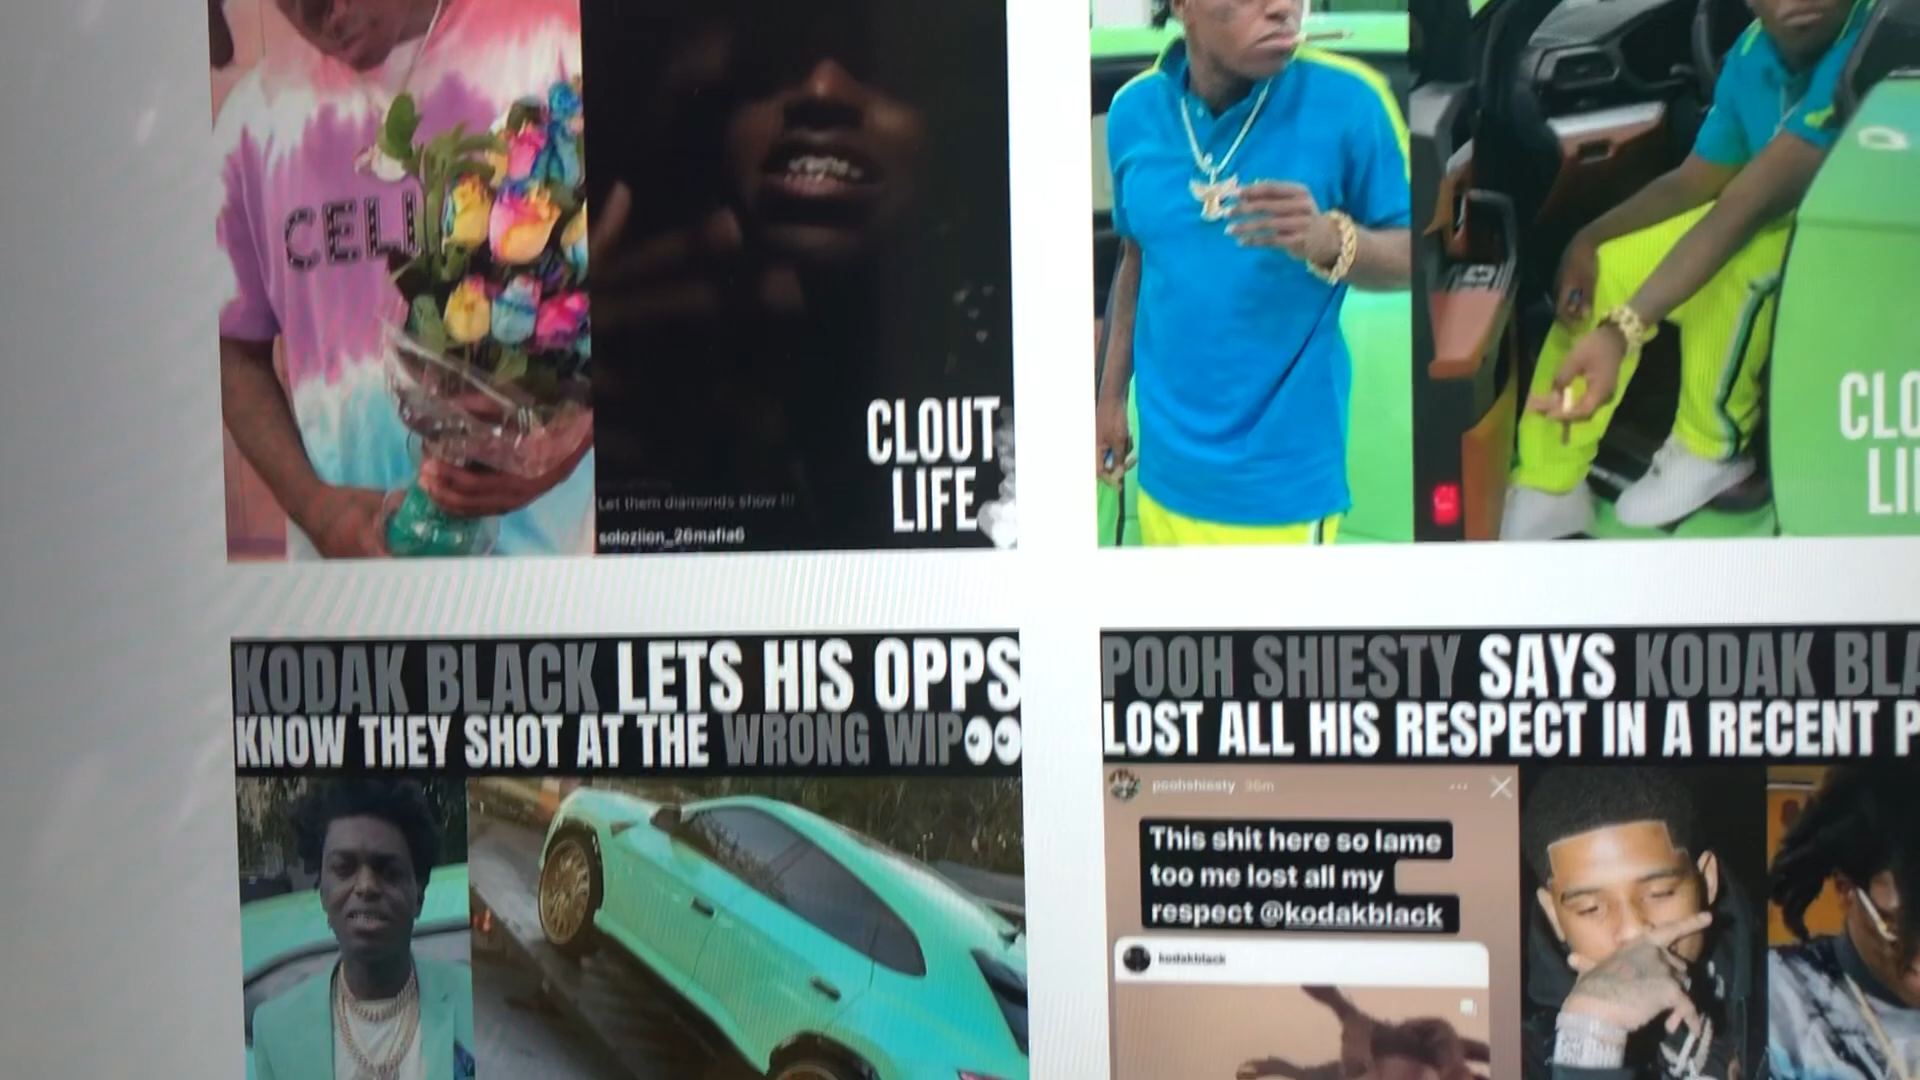 CELI
CLOUT
LIFE
Let them diamonds show !!!
soloziion_26mafia6
CLO
LI
KODAK BLACK LETS HIS OPPS
KNOW THEY SHOT AT THE WRONG WIP👀
POOH SHIESTY SAYS KODAK BLA
LOST ALL HIS RESPECT IN A RECENT P
poohshiesty 36m
This shit here so lame
too me lost all my
respect @kodakblack
kodakblack